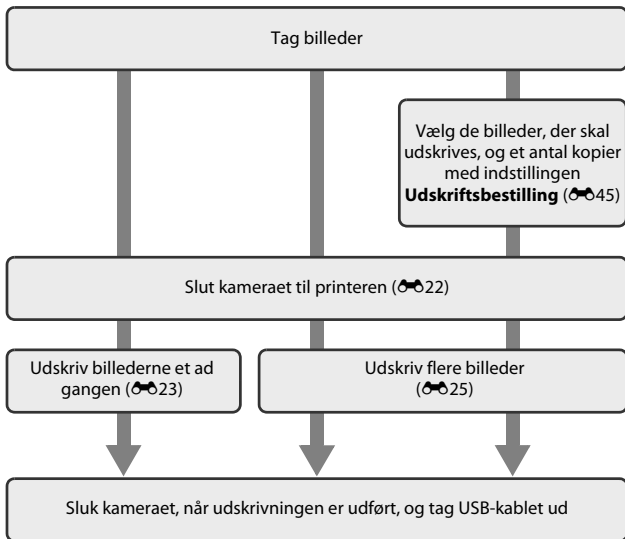 Tag billeder
Vælg de billeder, der skal
udskrives, og et antal kopier
med indstillingen
Udskriftsbestilling (45)
Slut kameraet til printeren (22)
Udskriv billederne et ad
gangen (23)
Udskriv flere billeder
(25)
Sluk kameraet, når udskrivningen er udført, og tag USB-kablet ud